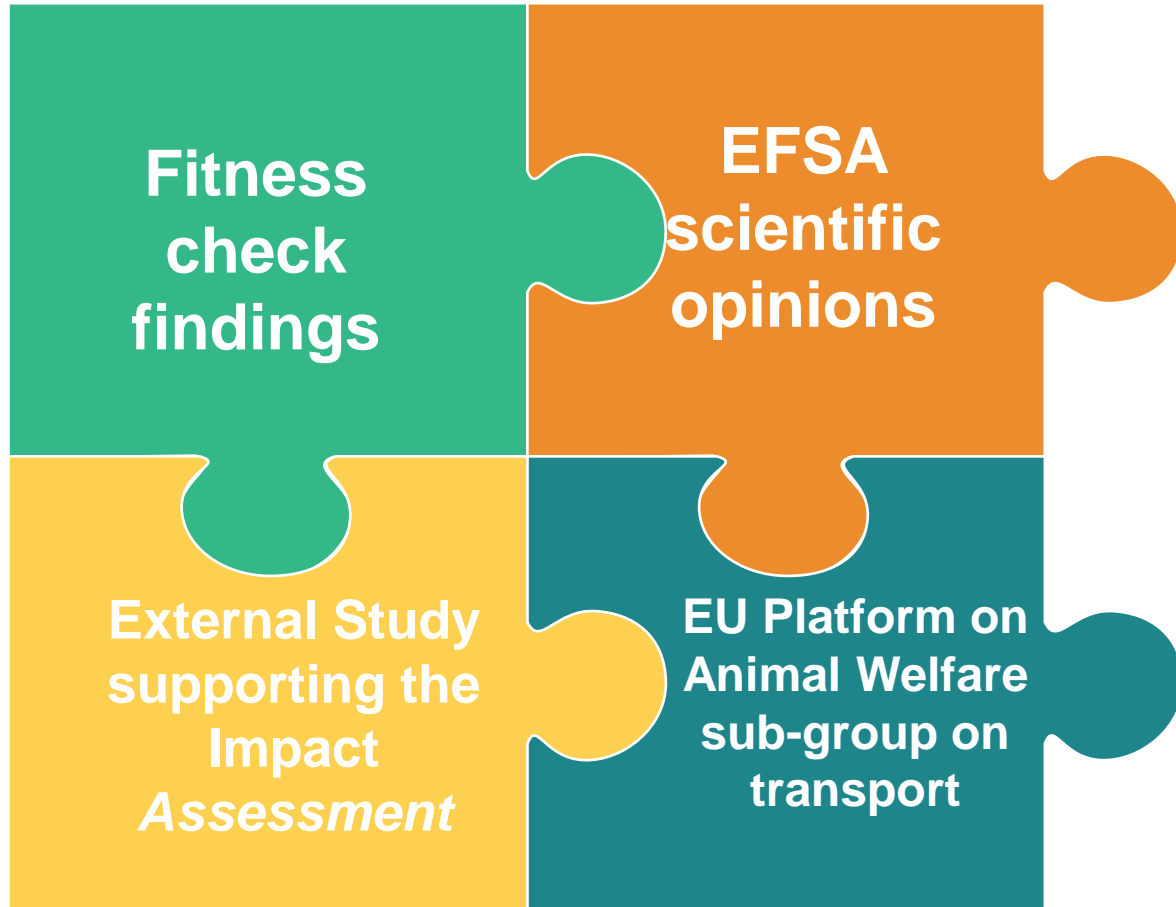 Fitness
check
findings
EFSA
scientific
opinions
External Study
supporting the
Impact
Assessment
EU Platform on
Animal Welfare
sub-group on
transport